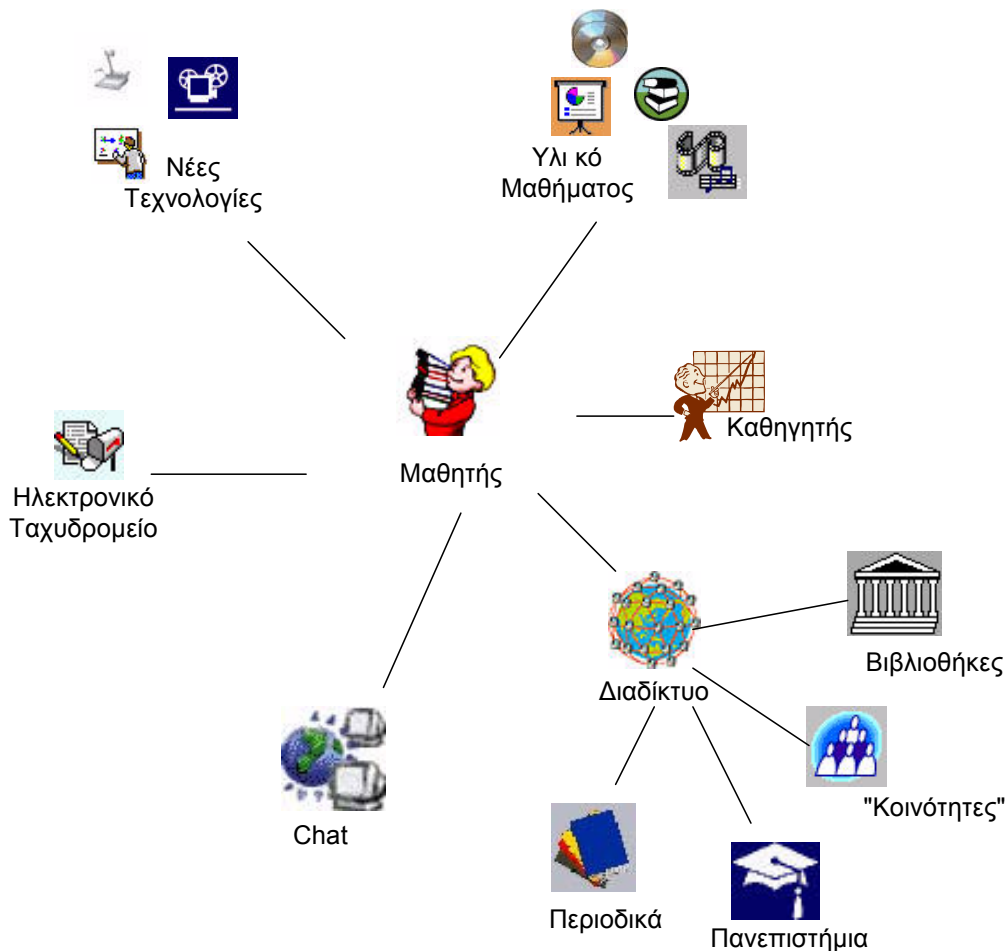 Νέες
Τεχνολογίες
Υλι κό
Μαθήματος
Καθηγητής
Μαθητής
Ηλεκτρονικό
Ταχυδρομείο
Βιβλιοθήκες
Διαδίκτυο
"Κοινότητες"
Chat
Περιοδικά
Πανεπιστήμια